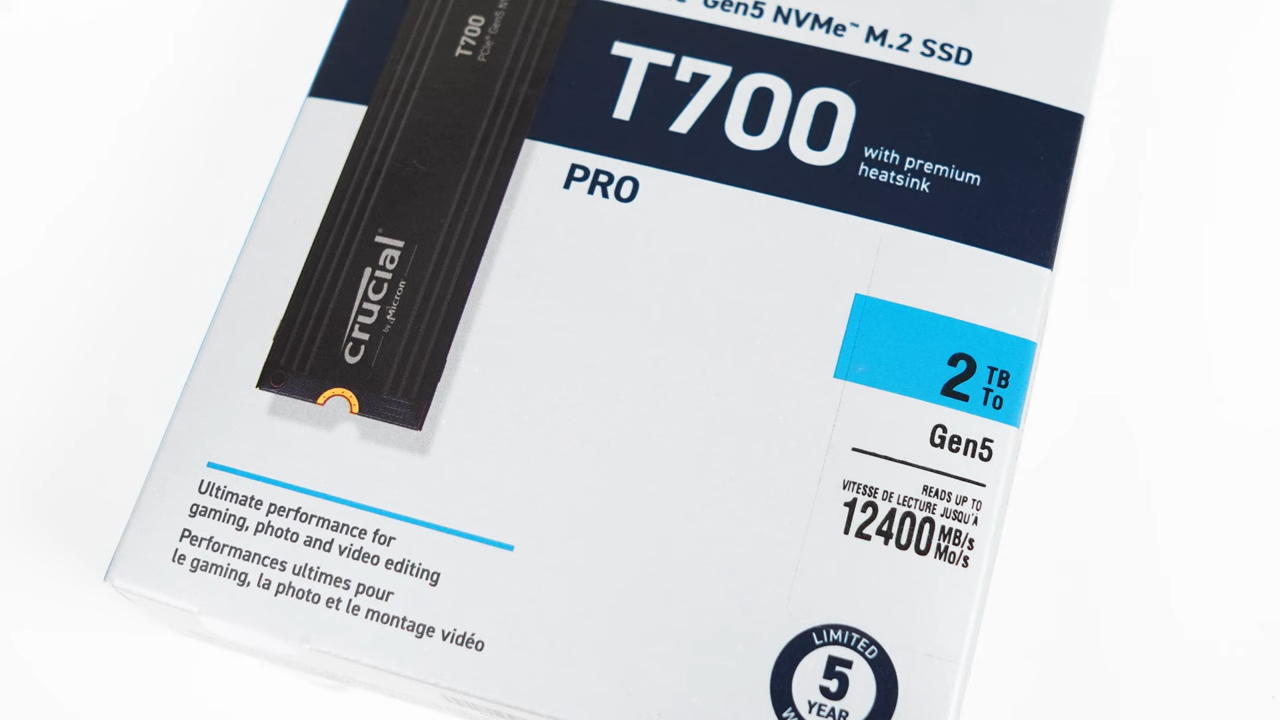 Gen5 NVMe™ M.2 SSD
T700
with premium
heatsink
PRO
T700
PCIe® Gen5
crucial®
by Micron®
2 TB
To
Gen5
READS UP TO
VITESSE DE LECTURE JUSQU'À
12400 MB/s
Mo/s
Ultimate performance for
gaming, photo and video editing
Performances ultimes pour
le gaming, la photo et le montage vidéo
LIMITED
5
YEAR